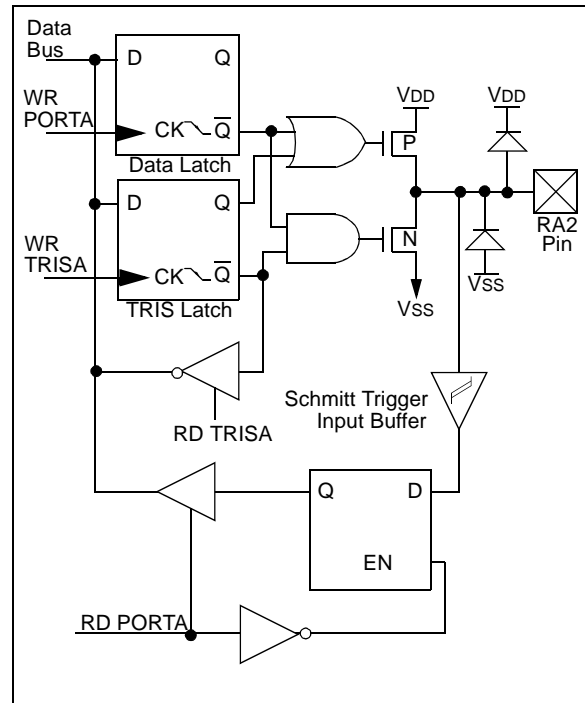 Data
Bus
D Q
VDD VDD
WR
PORTA
CK Q
P
Data Latch
D Q
RA2
Pin
N
WR
TRISA
CK Q
VSS
VSS
TRIS Latch
Schmitt Trigger
Input Buffer
RD TRISA
Q D
EN
RD PORTA